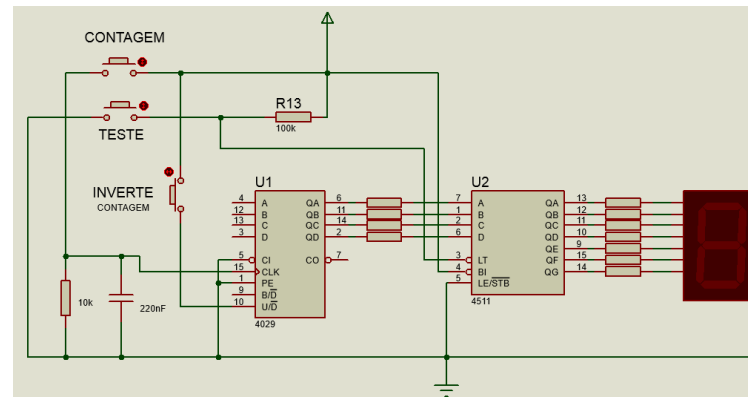 CONTAGEM
TESTE
R13
100k
INVERTE
CONTAGEM
10k
220nF
U1
4 A QA 6
12 B QB 11
13 C QC 14
3 D QD 2
5 CI CO 7
15 CLK
1 PE
9 B/D
10 U/D
4029
U2
7 A QA 13
1 B QB 12
2 C QC 11
6 D QD 10
QE 9
3 LT QF 15
4 BI QG 14
5 LE/STB
4511